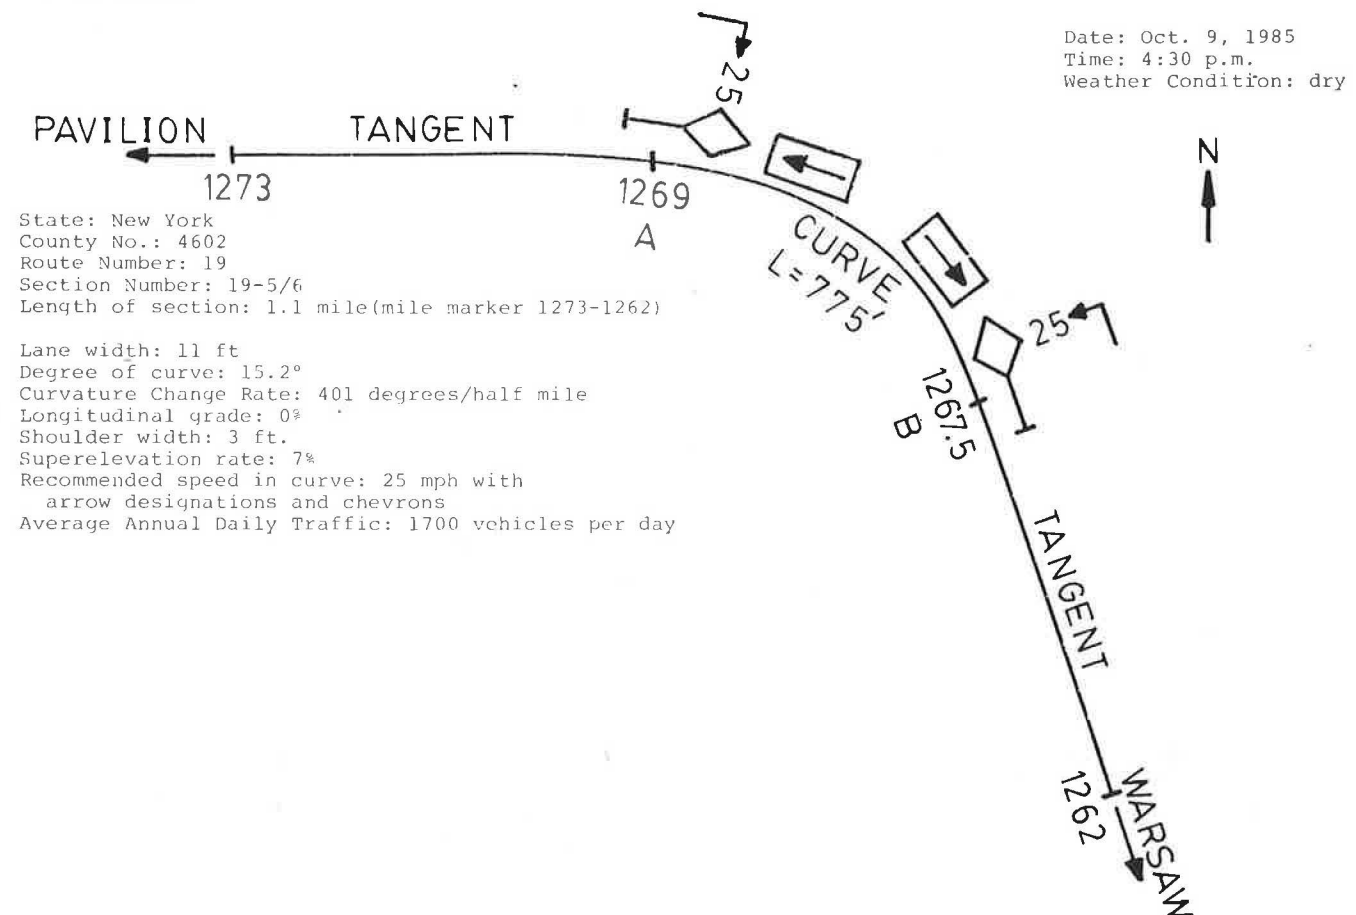 Date: Oct. 9, 1985
Time: 4:30 p.m.
Weather Condition: dry
25
PAVILION
TANGENT
N
1273
1269
A
CURVE
L=775'
State: New York
County No.: 4602
Route Number: 19
Section Number: 19-5/6
Length of section: 1.1 mile(mile marker 1273-1262)
25
Lane width: 11 ft
Degree of curve: 15.2°
Curvature Change Rate: 401 degrees/half mile
Longitudinal grade: 0%
Shoulder width: 3 ft.
Superelevation rate: 7%
Recommended speed in curve: 25 mph with
arrow designations and chevrons
Average Annual Daily Traffic: 1700 vehicles per day
1267.5
B
TANGENT
1262
WARSAW